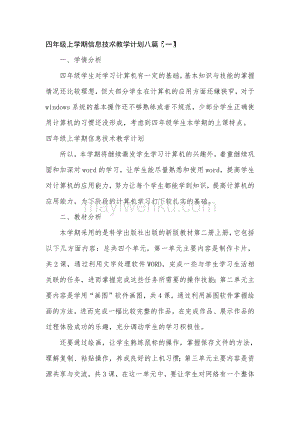 四年级上学期信息技术教学计划八篇【一】
一、学情分析
四年级学生对学习计算机有一定的基础。基本知识与技能的掌握
情况还比较理想，但大部分学生在计算机的应用方面还嫌狭窄，对于
windows系统的基本操作还不够熟练或者不规范，少部分学生正确使用
计算机的习惯还没形成，考虑到四年级学生本学期的上课特点。
四年级上学期信息技术教学计划
所以，本学期将继续激发学生学习计算机的兴趣外。着重继续巩
固和加深对word的学习，让学生能尽量熟悉和使用word，提高学生
对计算机的应用能力，努力让每个学生都能学到知识，提高计算机的
应用能力，为下阶段的计算机学习打下较扎实的基础。
二、教材分析
本学期采用的是科学出版社出版的新版教材第二册上册，它包括
以下几方面内容：总共四个单元。第一单元主要内容是制作卡片。
共2课，通过利用文字处理软件WORD，完成一些与学生学习生活
相关联的任务，进而掌握完成这些任务所需要的操作技能；第二单元主
要内容是学用“画图”软件画图，共4课，通过利用画图软件掌握绘
画的方法，进而完成一幅幅比较完整的作品。在完成作品、展示作品的
过程体验成功的乐趣，充分调动学生的学习积极性。
还要通过绘画，让学生熟练鼠标的操作。掌握保存文件的方法，
理解复制、粘贴操作，养成良好的上机习惯；第三单元主要内容是资
源共享与交流。共3课，在这一单元中，要让学生对网络有一个整体